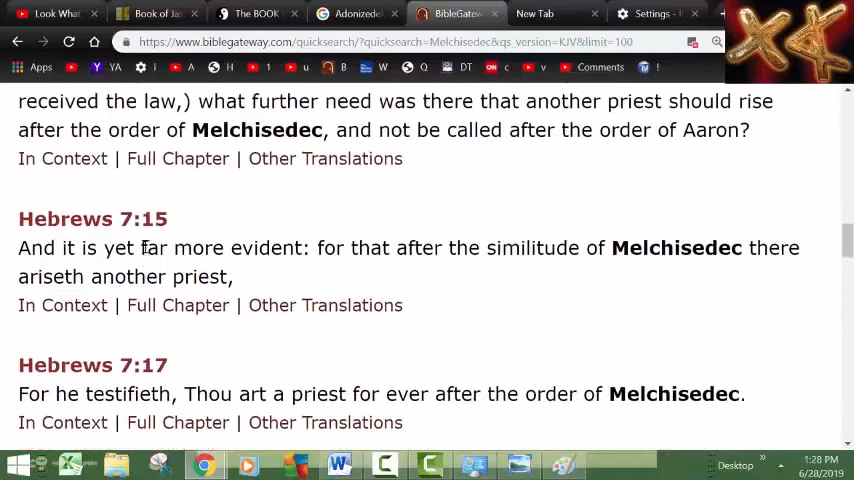 Look What
Book of Jas
The BOOK
Adonizedek
BibleGatew
New Tab
Settings -
https://www.biblegateway.com/quicksearch/?quicksearch=Melchisedec&qs_version=KJV&limit=100
Apps YA i H I A u B W Q DT c v Comments W !
received the law,) what further need was there that another priest should rise
after the order of Melchisedec, and not be called after the order of Aaron?
In Context | Full Chapter | Other Translations
Hebrews 7:15
And it is yet far more evident: for that after the similitude of Melchisedec there
ariseth another priest,
In Context | Full Chapter | Other Translations
Hebrews 7:17
For he testifieth, Thou art a priest for ever after the order of Melchisedec.
In Context | Full Chapter | Other Translations
Desktop
1:28 PM
6/28/2019